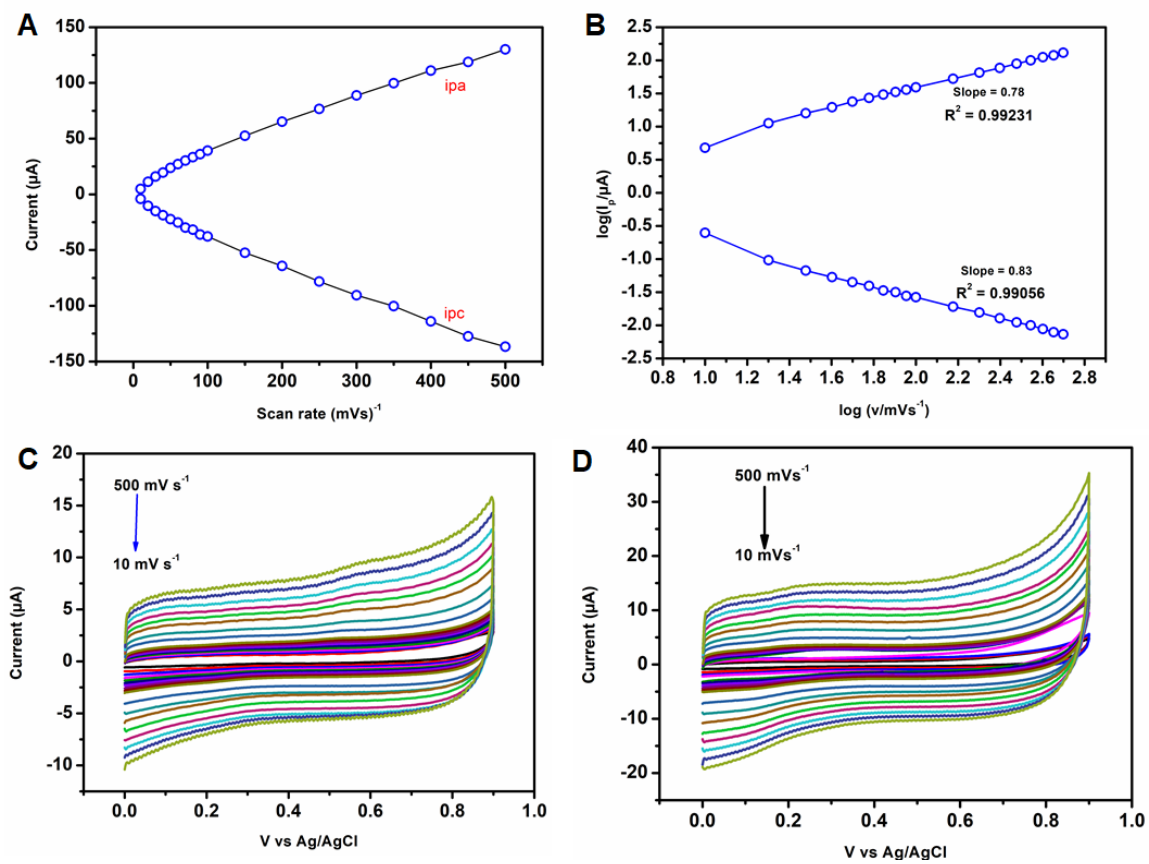 A
150
100
50
0
-50
-100
-150
Current (µA)
ipa
ipc
0 100 200 300 400 500
Scan rate (mVs)⁻¹
B
2.5
2.0
1.5
1.0
0.5
0.0
-0.5
-1.0
-1.5
-2.0
-2.5
log(Iₚ/µA)
Slope = 0.78
R² = 0.99231
Slope = 0.83
R² = 0.99056
0.8 1.0 1.2 1.4 1.6 1.8 2.0 2.2 2.4 2.6 2.8
log (v/mVs⁻¹)
C
20
15
10
5
0
-5
-10
Current (µA)
500 mV s⁻¹
10 mV s⁻¹
0.0 0.2 0.4 0.6 0.8 1.0
V vs Ag/AgCl
D
40
30
20
10
0
-10
-20
Current (µA)
500 mVs⁻¹
10 mVs⁻¹
0.0 0.2 0.4 0.6 0.8 1.0
V vs Ag/AgCl